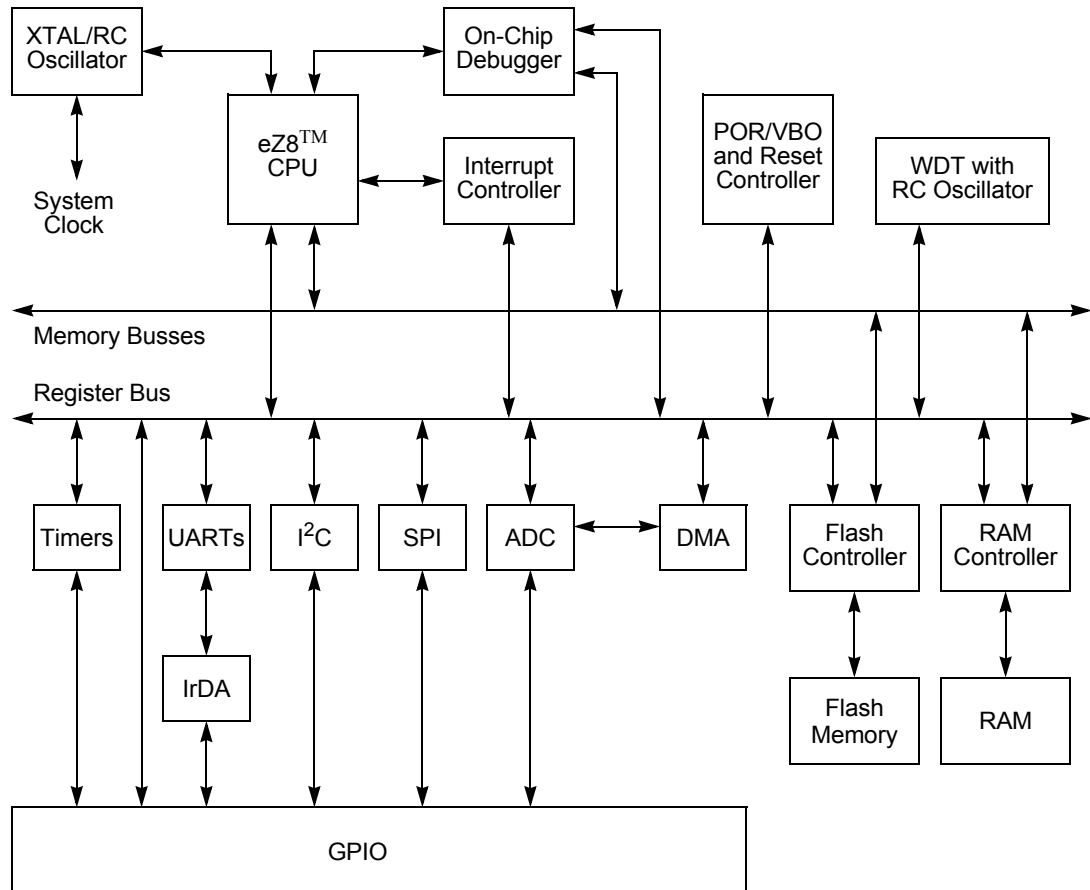 XTAL/RC
Oscillator
On-Chip
Debugger
eZ8™
CPU
Interrupt
Controller
POR/VBO
and Reset
Controller
WDT with
RC Oscillator
System
Clock
Memory Busses
Register Bus
Timers
UARTs
I²C
SPI
ADC
DMA
Flash
Controller
RAM
Controller
IrDA
Flash
Memory
RAM
GPIO